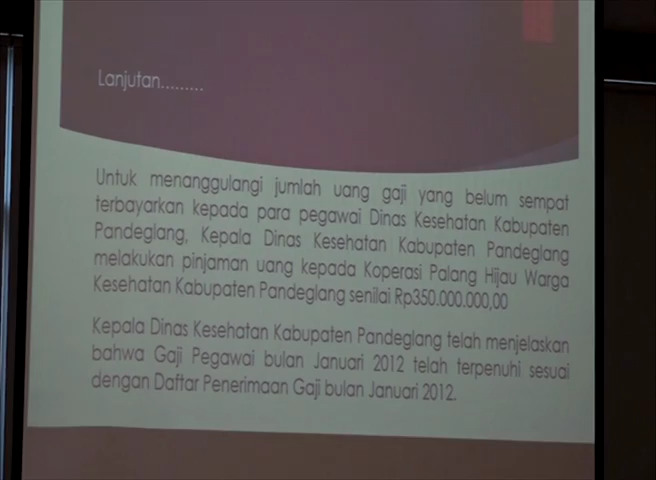 Lanjutan.........
Untuk menanggulangi jumlah uang gaji yang belum sempat
terbayarkan kepada para pegawai Dinas Kesehatan Kabupaten
Pandeglang, Kepala Dinas Kesehatan Kabupaten Pandeglang
melakukan pinjaman uang kepada Koperasi Palang Hijau Warga
Kesehatan Kabupaten Pandeglang senilai Rp350.000.000,00
Kepala Dinas Kesehatan Kabupaten Pandeglang telah menjelaskan
bahwa Gaji Pegawai bulan Januari 2012 telah terpenuhi sesuai
dengan Daftar Penerimaan Gaji bulan Januari 2012.